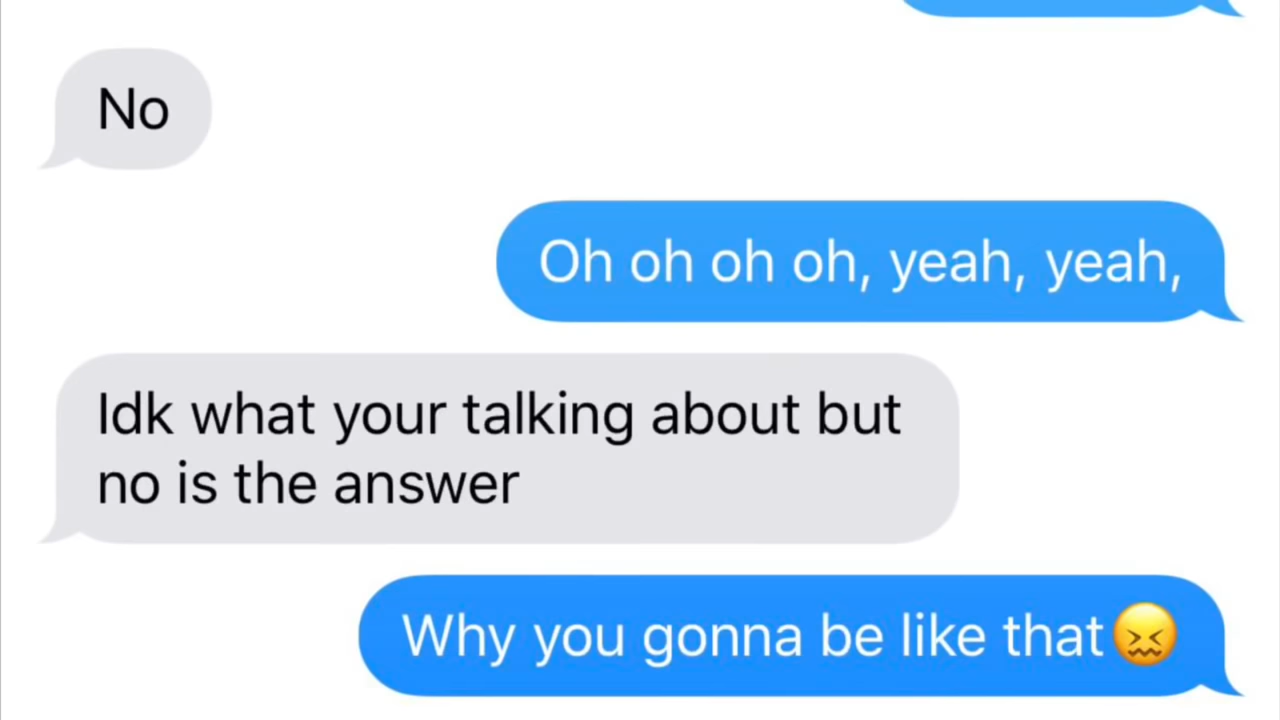 No
Oh oh oh oh, yeah, yeah,
Idk what your talking about but
no is the answer
Why you gonna be like that😖